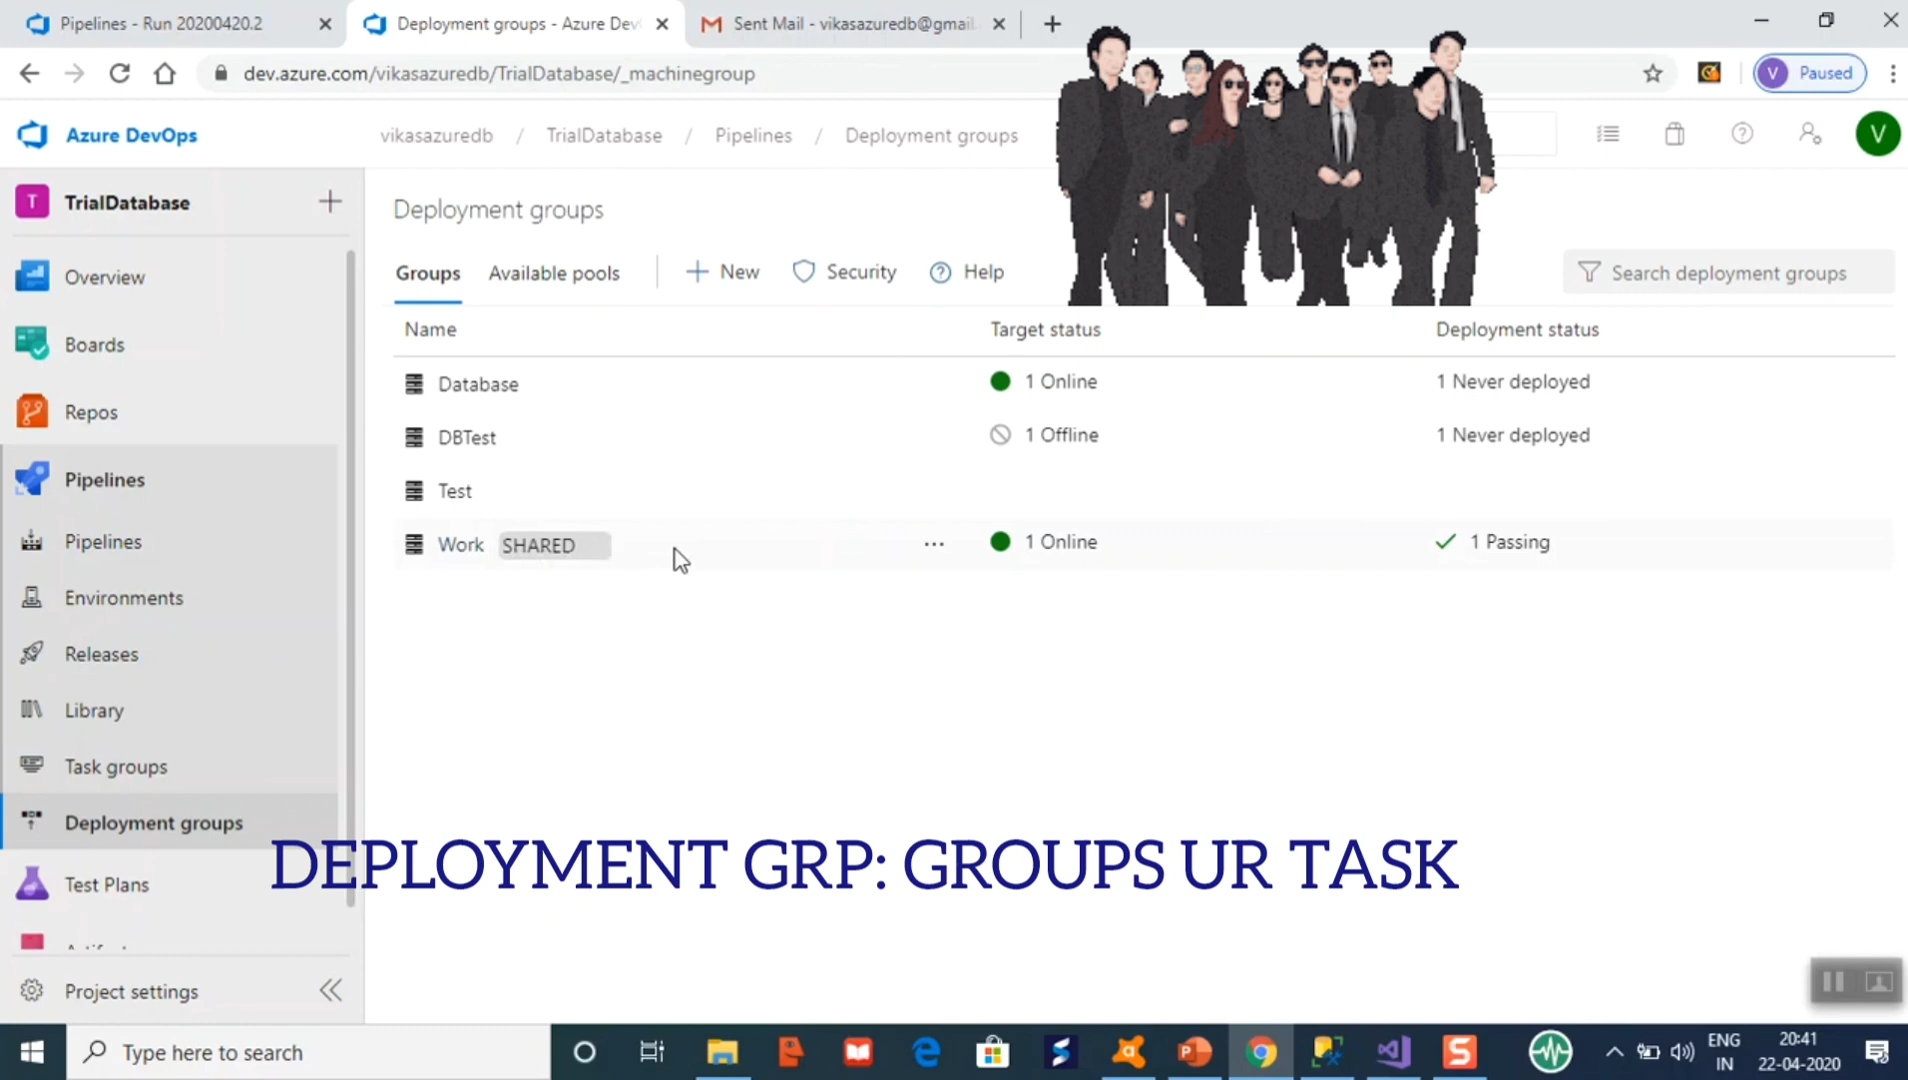 Pipelines - Run 20200420.2
Deployment groups - Azure Dev
Sent Mail - vikasazuredb@gmail.
dev.azure.com/vikasazuredb/TrialDatabase/_machinegroup
V Paused
Azure DevOps
vikasazuredb / TrialDatabase / Pipelines / Deployment groups
V
T TrialDatabase
Overview
Boards
Repos
Pipelines
Pipelines
Environments
Releases
Library
Task groups
Deployment groups
Test Plans
Project settings
Deployment groups
Groups Available pools New Security Help
Search deployment groups
Name Target status Deployment status
Database 1 Online 1 Never deployed
DBTest 1 Offline 1 Never deployed
Test
Work SHARED ... 1 Online 1 Passing
DEPLOYMENT GRP: GROUPS UR TASK
Type here to search
ENG
IN
20:41
22-04-2020